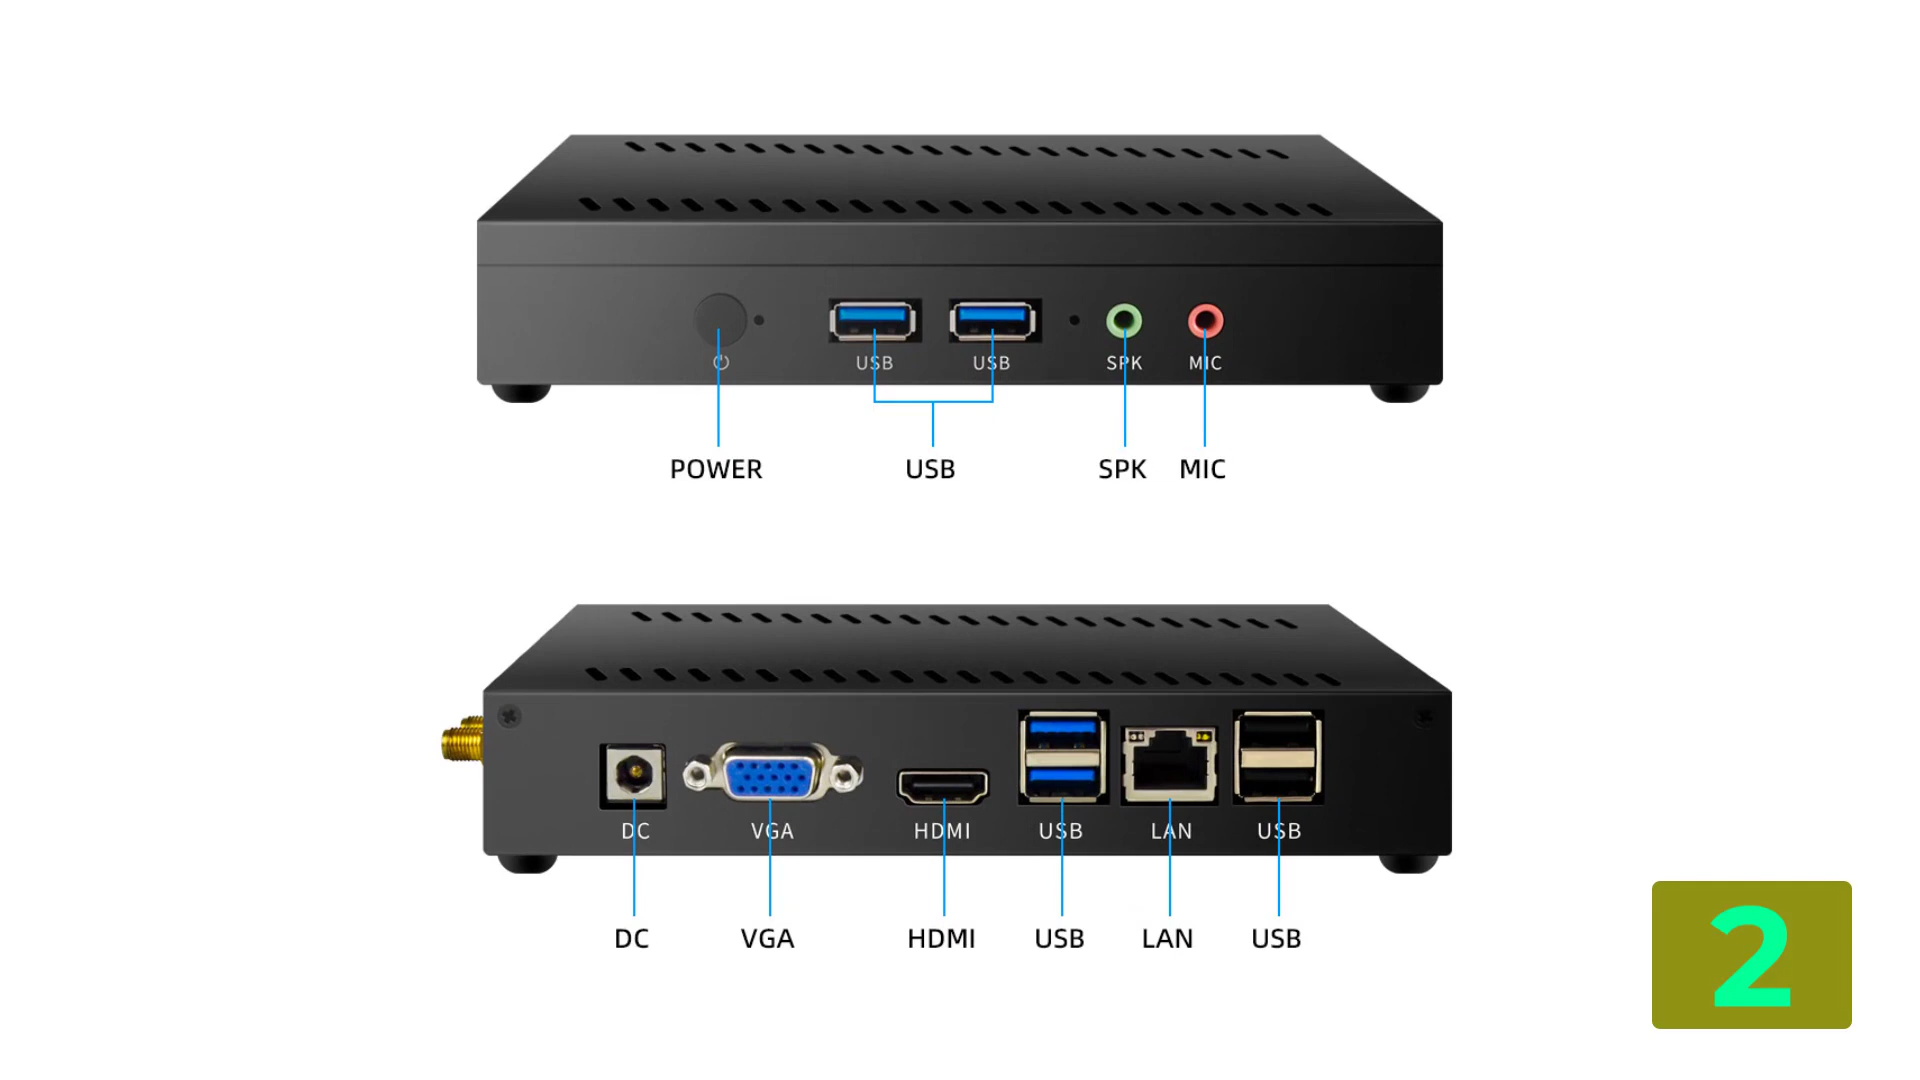 USB USB SPK MIC
POWER USB SPK MIC
DC VGA HDMI USB LAN USB
DC VGA HDMI USB LAN USB
2